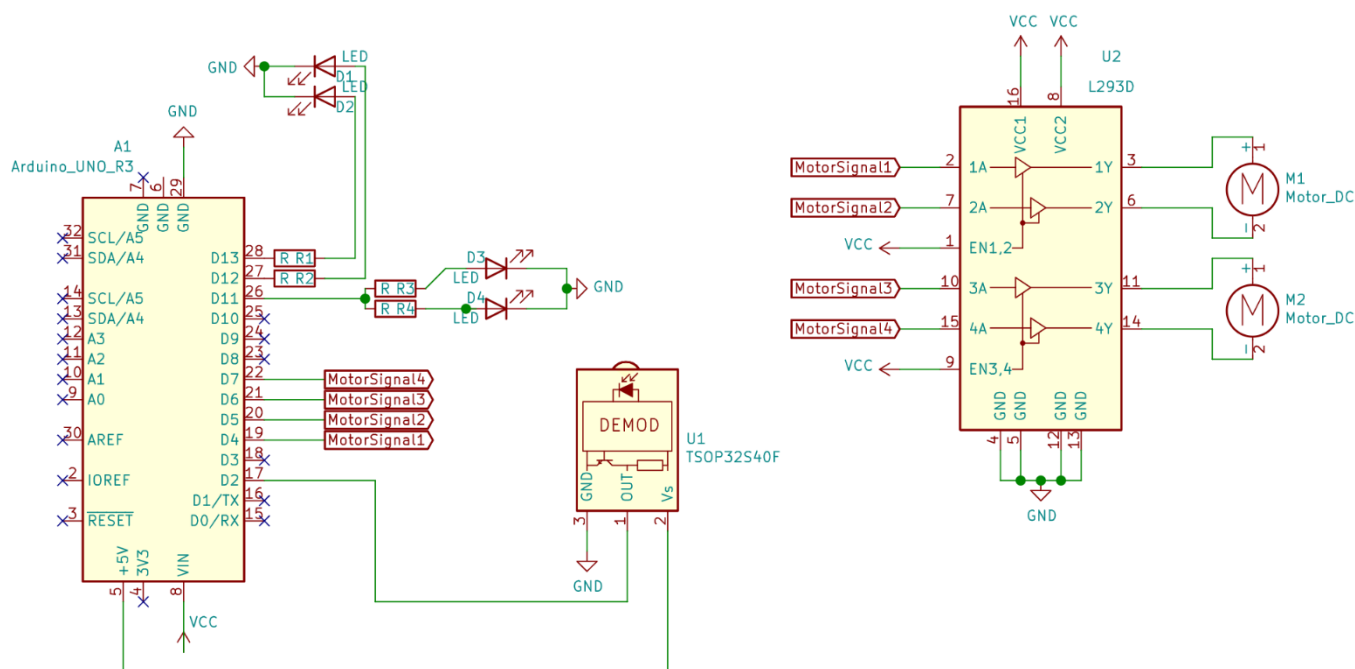 LED
GND
D1
LED
D2
GND
A1
Arduino_UNO_R3
7
6
29
GND
GND
GND
32
SCL/A5
31
SDA/A4
14
SCL/A5
13
SDA/A4
12
A3
11
A2
10
A1
9
A0
30
AREF
2
IOREF
3
RESET
D13
28
R R1
D12
27
R R2
D11
26
D10
25
D9
24
D8
23
D7
22
MotorSignal4
D6
21
MotorSignal3
D5
20
MotorSignal2
D4
19
MotorSignal1
D3
18
D2
17
D1/TX
16
D0/RX
15
+5V
3V3
VIN
5
4
8
VCC
R R3
R R4
D3
LED
D4
LED
GND
DEMOD
U1
TSOP32S40F
GND
OUT
Vs
3
1
2
GND
VCC
VCC
U2
L293D
16
8
VCC1
VCC2
MotorSignal1
2
1A
1Y
3
MotorSignal2
7
2A
2Y
6
VCC
1
EN1,2
MotorSignal3
10
3A
3Y
11
MotorSignal4
15
4A
4Y
14
VCC
9
EN3,4
GND
GND
GND
GND
4
5
12
13
GND
+
1
M
M1
Motor_DC
-
2
+
1
M
M2
Motor_DC
-
2